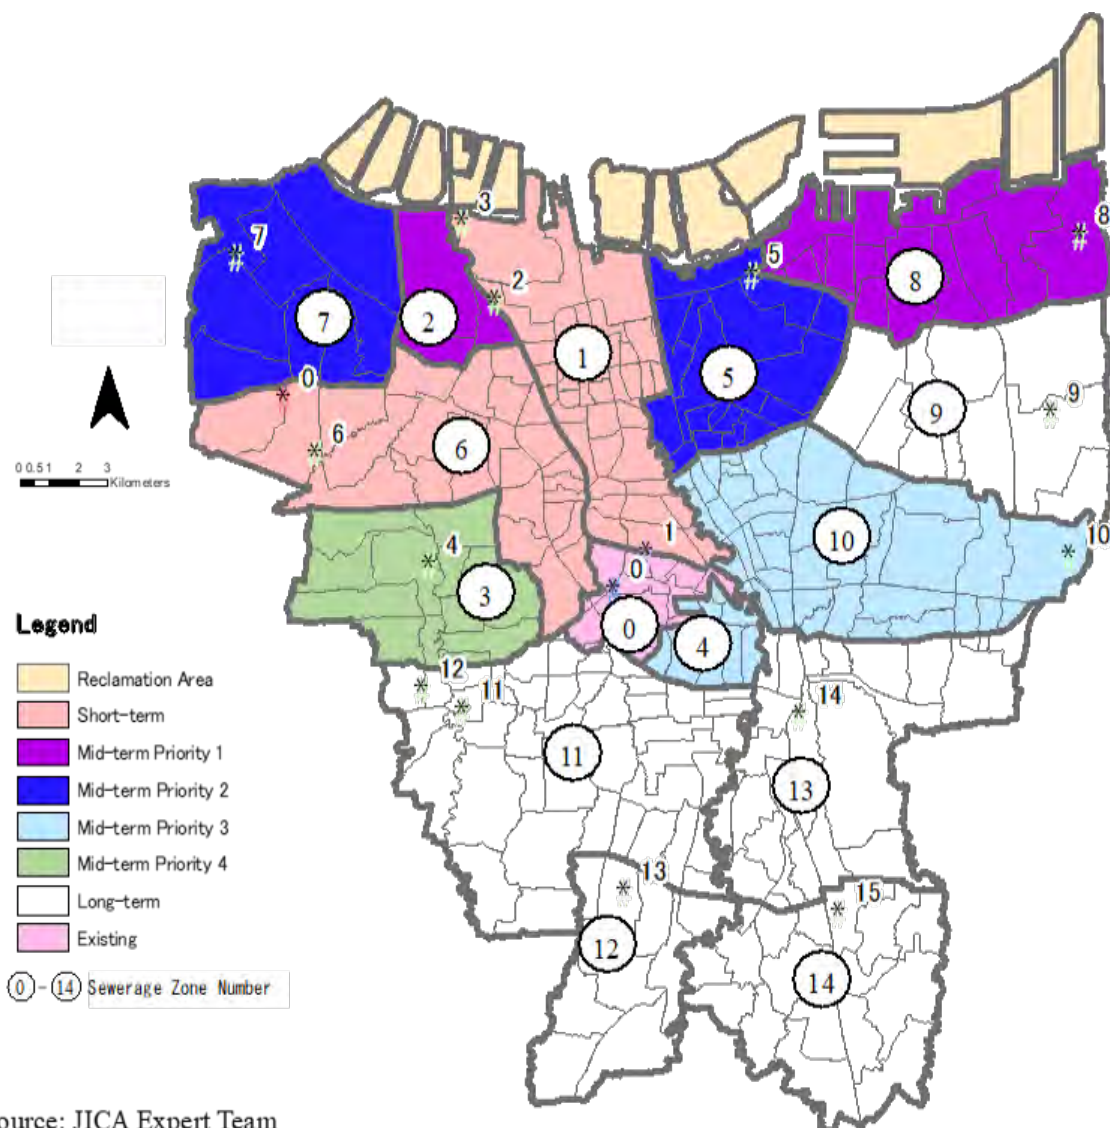 3
8
7
5
2
8
7
2
1
0
5
9
9
6
6
10
1
10
4
0
3
0
4
12
11
14
11
13
13
15
12
14
0 0.5 1 2 3
Kilometers
Legend
Reclamation Area
Short-term
Mid-term Priority 1
Mid-term Priority 2
Mid-term Priority 3
Mid-term Priority 4
Long-term
Existing
0 - 14 Sewerage Zone Number
ource: JICA Expert Team